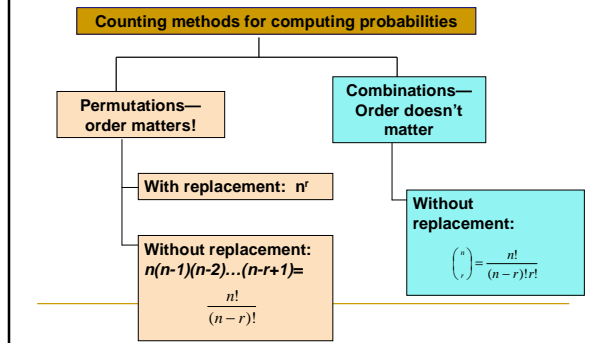 Counting methods for computing probabilities
Permutations—
order matters!
Combinations—
Order doesn't
matter
With replacement: nʳ
Without replacement:
n(n-1)(n-2)…(n-r+1)=
n!
(n − r)!
Without
replacement:
(n r) = n! / (n − r)!r!